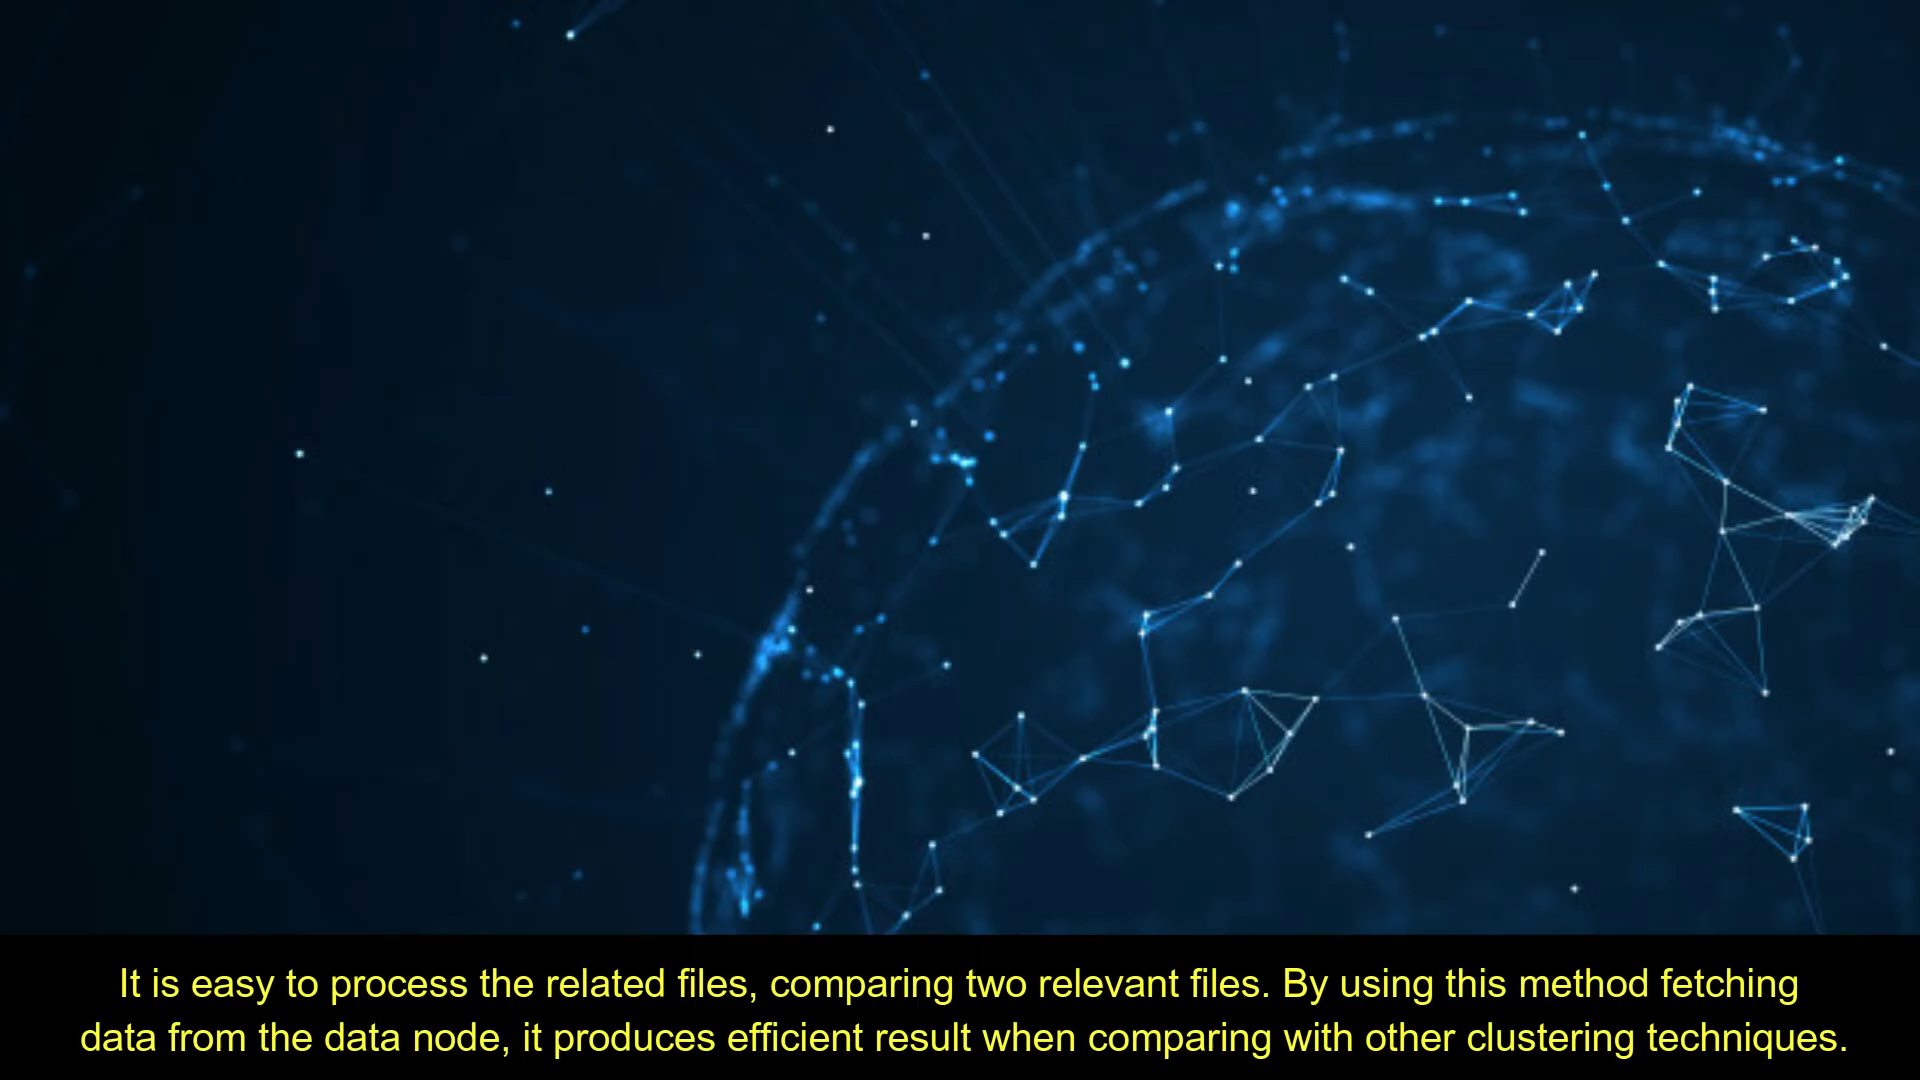 It is easy to process the related files, comparing two relevant files. By using this method fetching
data from the data node, it produces efficient result when comparing with other clustering techniques.